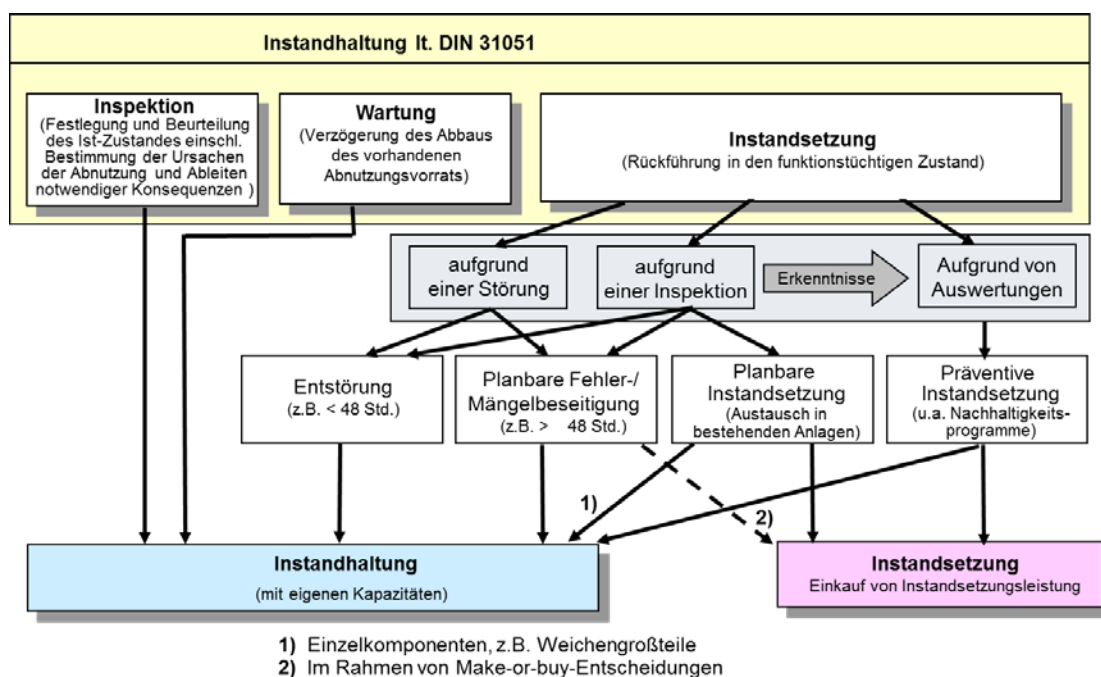 Instandhaltung lt. DIN 31051
Inspektion
(Festlegung und Beurteilung
des Ist-Zustandes einschl.
Bestimmung der Ursachen
der Abnutzung und Ableiten
notwendiger Konsequenzen )
Wartung
(Verzögerung des Abbaus
des vorhandenen
Abnutzungsvorrats)
Instandsetzung
(Rückführung in den funktionstüchtigen Zustand)
aufgrund
einer Störung
aufgrund
einer Inspektion
Erkenntnisse
Aufgrund von
Auswertungen
Entstörung
(z.B. < 48 Std.)
Planbare Fehler-/
Mängelbeseitigung
(z.B. > 48 Std.)
Planbare
Instandsetzung
(Austausch in
bestehenden Anlagen)
Präventive
Instandsetzung
(u.a. Nachhaltigkeits-
programme)
1)
2)
Instandhaltung
(mit eigenen Kapazitäten)
Instandsetzung
Einkauf von Instandsetzungsleistung
1) Einzelkomponenten, z.B. Weichengroßteile
2) Im Rahmen von Make-or-buy-Entscheidungen